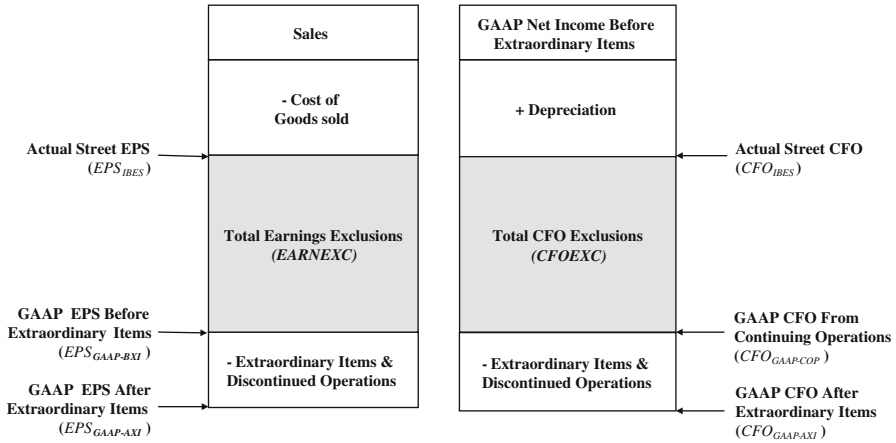 Sales
- Cost of
Goods sold
Actual Street EPS
(EPS_IBES)
Total Earnings Exclusions
(EARNEXC)
GAAP EPS Before
Extraordinary Items
(EPS_GAAP-BXI)
- Extraordinary Items &
Discontinued Operations
GAAP EPS After
Extraordinary Items
(EPS_GAAP-AXI)
GAAP Net Income Before
Extraordinary Items
+ Depreciation
Actual Street CFO
(CFO_IBES)
Total CFO Exclusions
(CFOEXC)
GAAP CFO From
Continuing Operations
(CFO_GAAP-COP)
- Extraordinary Items &
Discontinued Operations
GAAP CFO After
Extraordinary Items
(CFO_GAAP-AXI)